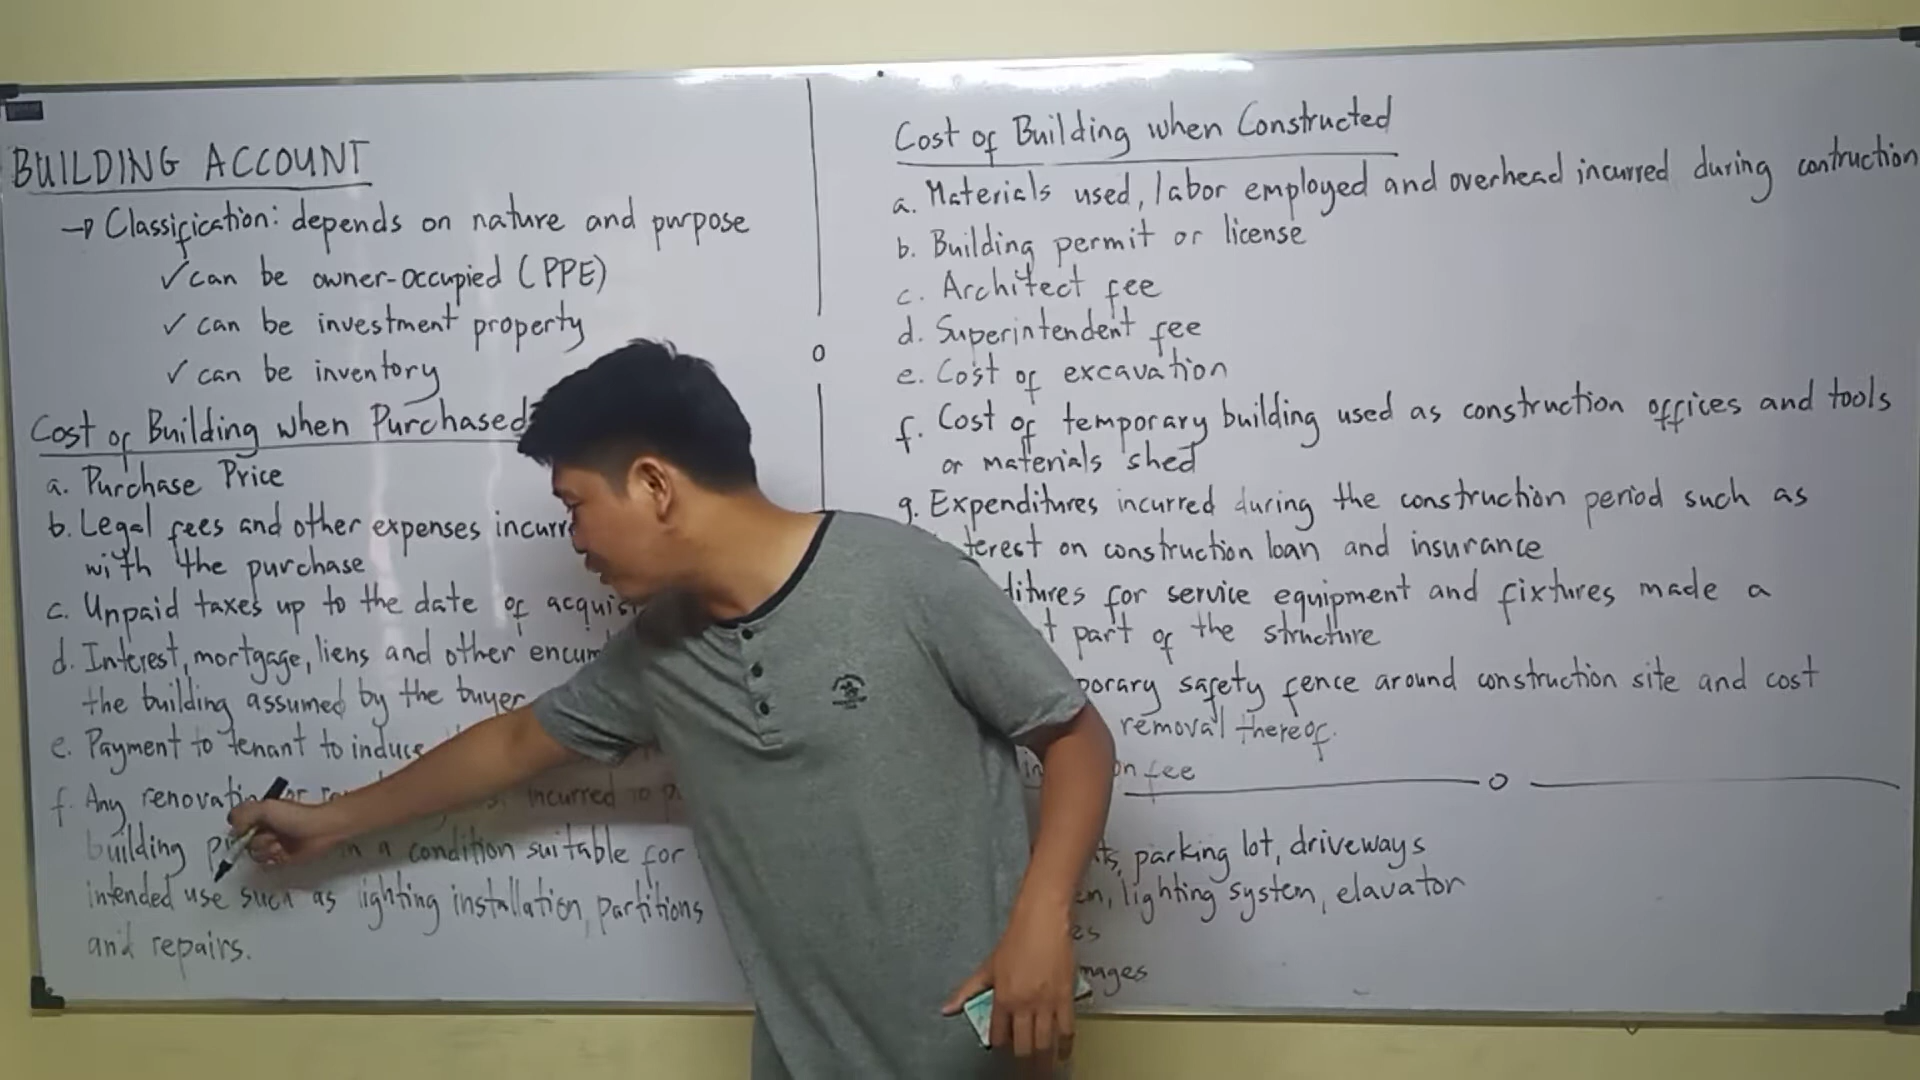 BUILDING ACCOUNT
→ Classification: depends on nature and purpose
✓ can be owner-occupied (PPE)
✓ can be investment property
✓ can be inventory
Cost of Building when Purchased
a. Purchase Price
b. Legal fees and other expenses
with the purchase
c. Unpaid taxes up to the date of
d. Interest, mortgage, liens and other
the building assumed by the buyer
e. Payment to tenant to induce
f. Any incurred to
building in a condition suitable for
intended use such as lighting installation, partitions
and repairs.
Cost of Building when Constructed
a. Materials used, labor employed and overhead incurred during contruction
b. Building permit or license
c. Architect fee
d. Superintendent fee
e. Cost of excavation
f. Cost of temporary building used as construction offices and tools
or materials shed
g. Expenditures incurred during the construction period such as
on construction loan and insurance
for service equipment and fixtures made a
part of the structure
safety fence around construction site and cost
removal thereof.
fee
parking lot, driveways
lighting system, elavator